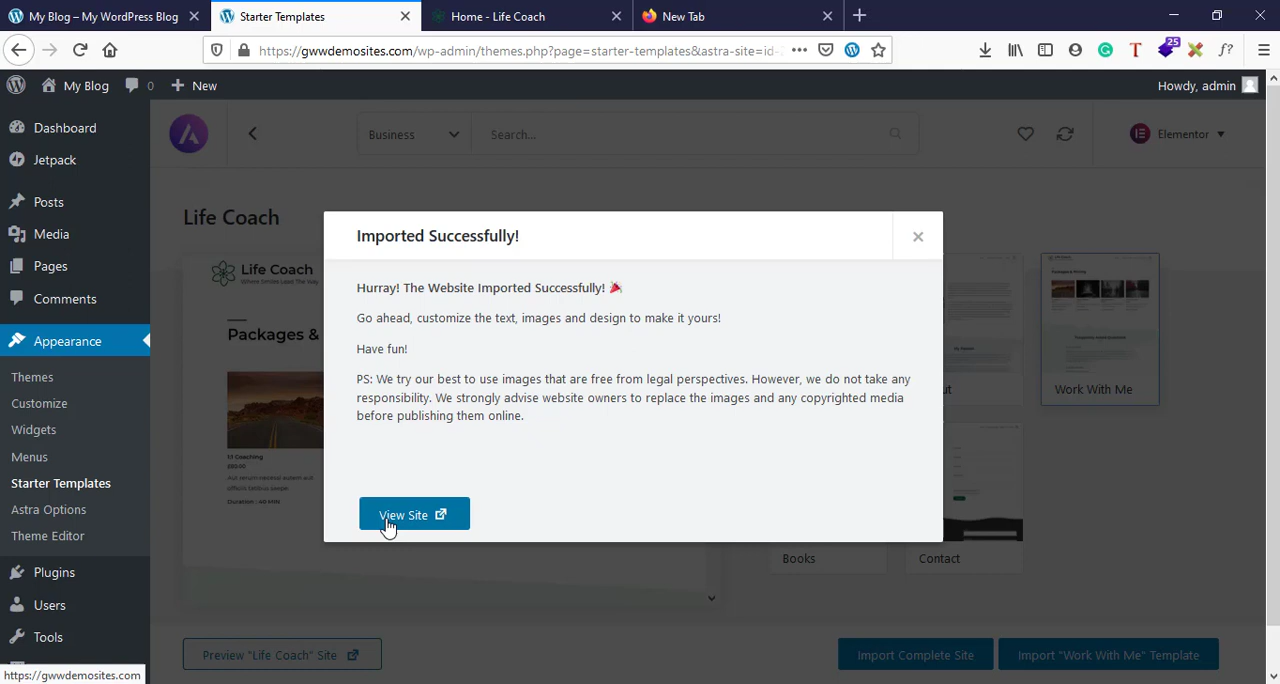 My Blog – My WordPress Blog
Starter Templates
Home - Life Coach
New Tab
https://gwwdemosites.com/wp-admin/themes.php?page=starter-templates&astra-site=id-
25
My Blog
0
New
Howdy, admin
Dashboard
Jetpack
Posts
Media
Pages
Comments
Appearance
Themes
Customize
Widgets
Menus
Starter Templates
Astra Options
Theme Editor
Plugins
Users
Tools
https://gwwdemosites.com
Business
Search...
Elementor
Life Coach
Life Coach
Packages &
1:1 Coaching
Duration : 40 MIN
Imported Successfully!
Hurray! The Website Imported Successfully!
Go ahead, customize the text, images and design to make it yours!
Have fun!
PS: We try our best to use images that are free from legal perspectives. However, we do not take any
responsibility. We strongly advise website owners to replace the images and any copyrighted media
before publishing them online.
View Site
Work With Me
Books
Contact
Preview "Life Coach" Site
Import Complete Site
Import "Work With Me" Template